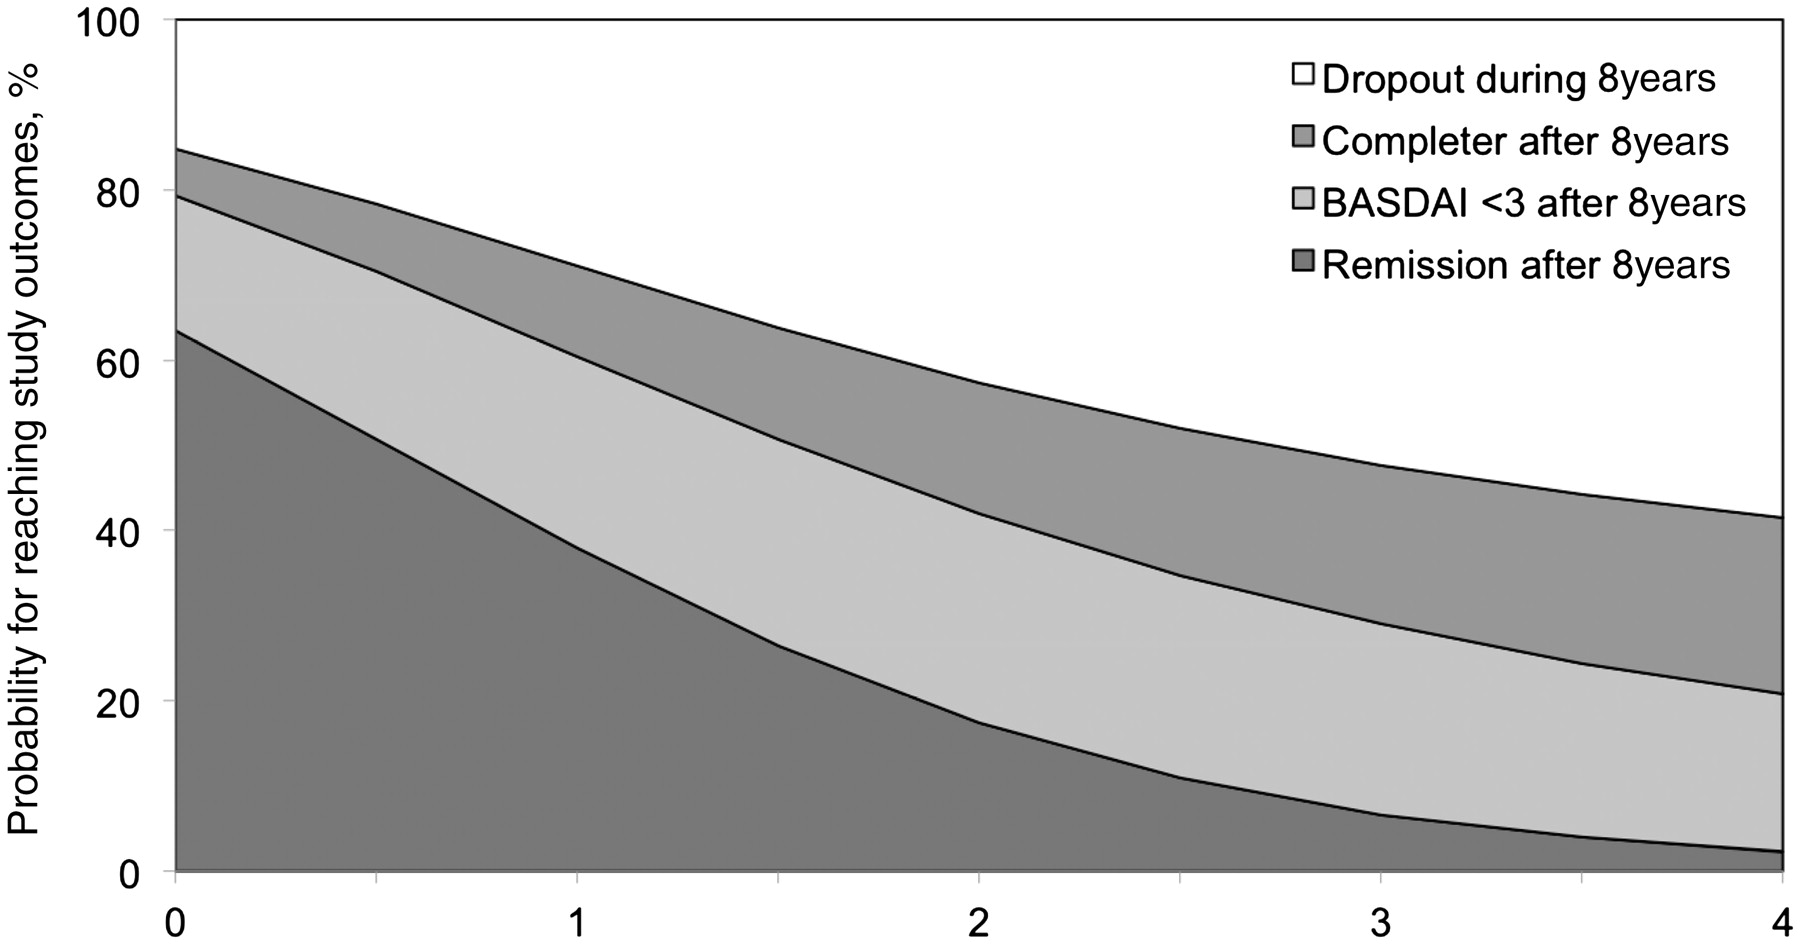 Probability for reaching study outcomes, %
100
80
60
40
20
0
Dropout during 8years
Completer after 8years
BASDAI <3 after 8years
Remission after 8years
0 1 2 3 4